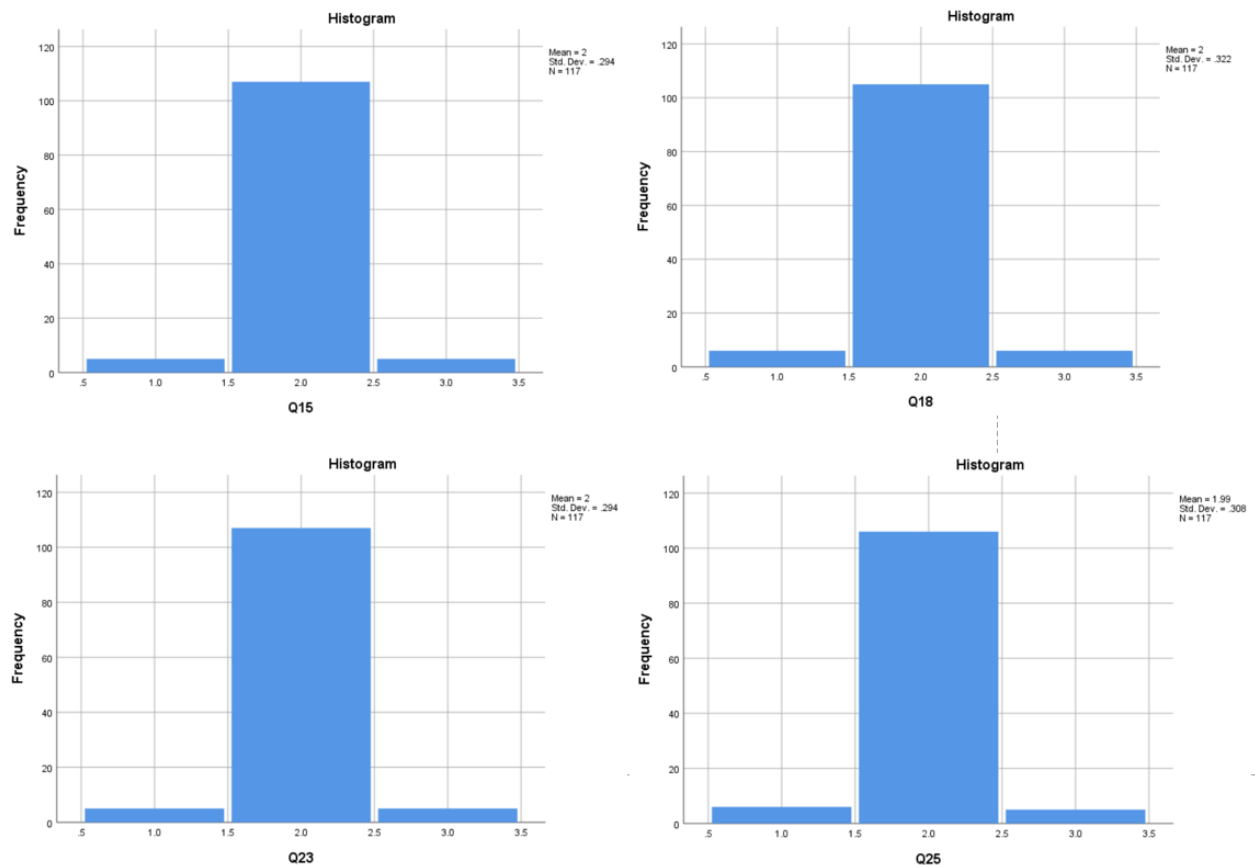 Histogram
Mean = 2
Std. Dev. = .294
N = 117
120
100
80
60
40
20
0
Frequency
.5 1.0 1.5 2.0 2.5 3.0 3.5
Q15
Histogram
Mean = 2
Std. Dev. = .322
N = 117
120
100
80
60
40
20
0
Frequency
.5 1.0 1.5 2.0 2.5 3.0 3.5
Q18
Histogram
Mean = 2
Std. Dev. = .294
N = 117
120
100
80
60
40
20
0
Frequency
.5 1.0 1.5 2.0 2.5 3.0 3.5
Q23
Histogram
Mean = 1.99
Std. Dev. = .308
N = 117
120
100
80
60
40
20
0
Frequency
.5 1.0 1.5 2.0 2.5 3.0 3.5
Q25